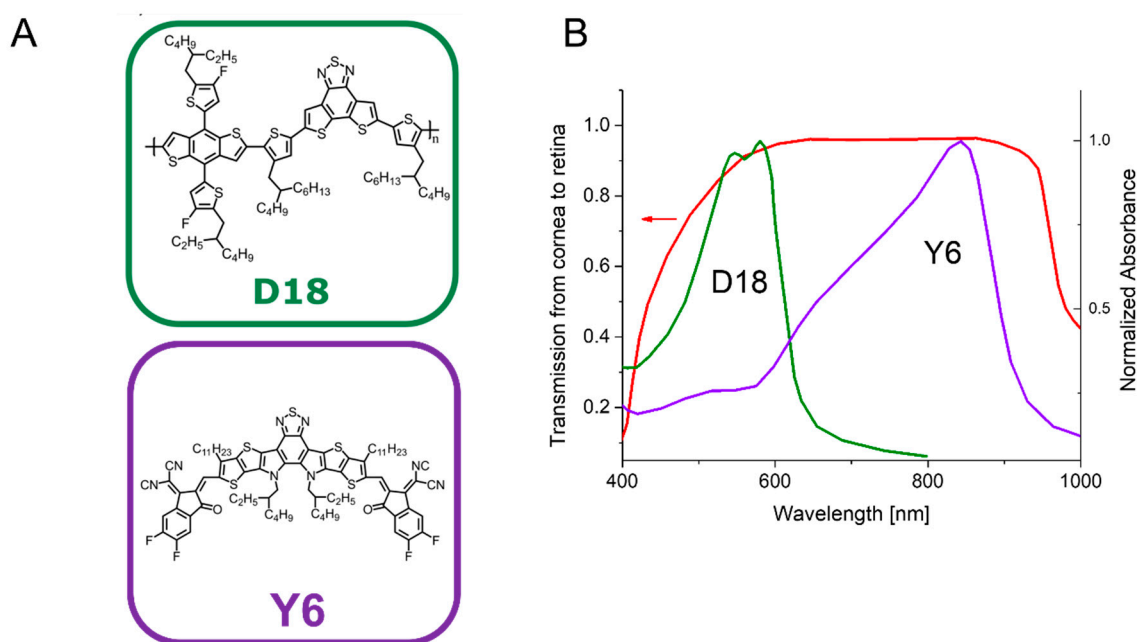 A
C4H9
C2H5
F
S
S
N N
S
S
S
S
S
S
n
S
S
F
C6H13
C6H13
C4H9
C4H9
C2H5
C4H9
D18
S
N N
C11H23
S
S
C11H23
CN
NC
CN
S
N
N
S
CN
O
C2H5
C2H5
O
C4H9
C4H9
F
F
F
F
Y6
B
Transmission from cornea to retina
1.0
0.8
0.6
0.4
0.2
D18
Y6
1.0
0.5
Normalized Absorbance
400
600
800
1000
Wavelength [nm]